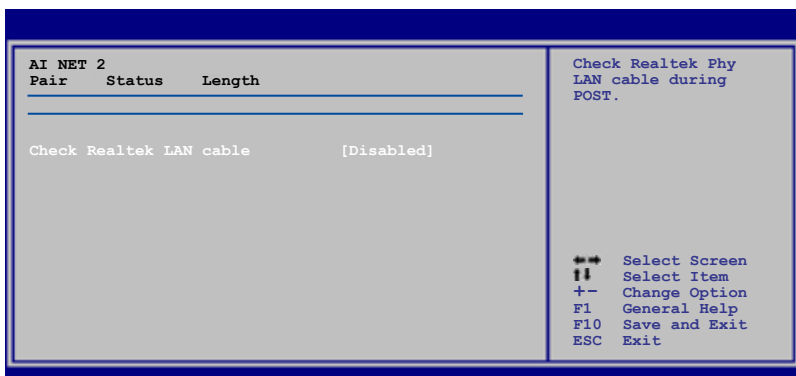 AI NET 2
Pair Status Length
Check Realtek LAN cable [Disabled]
Check Realtek Phy
LAN cable during
POST.
Select Screen
Select Item
+- Change Option
F1 General Help
F10 Save and Exit
ESC Exit